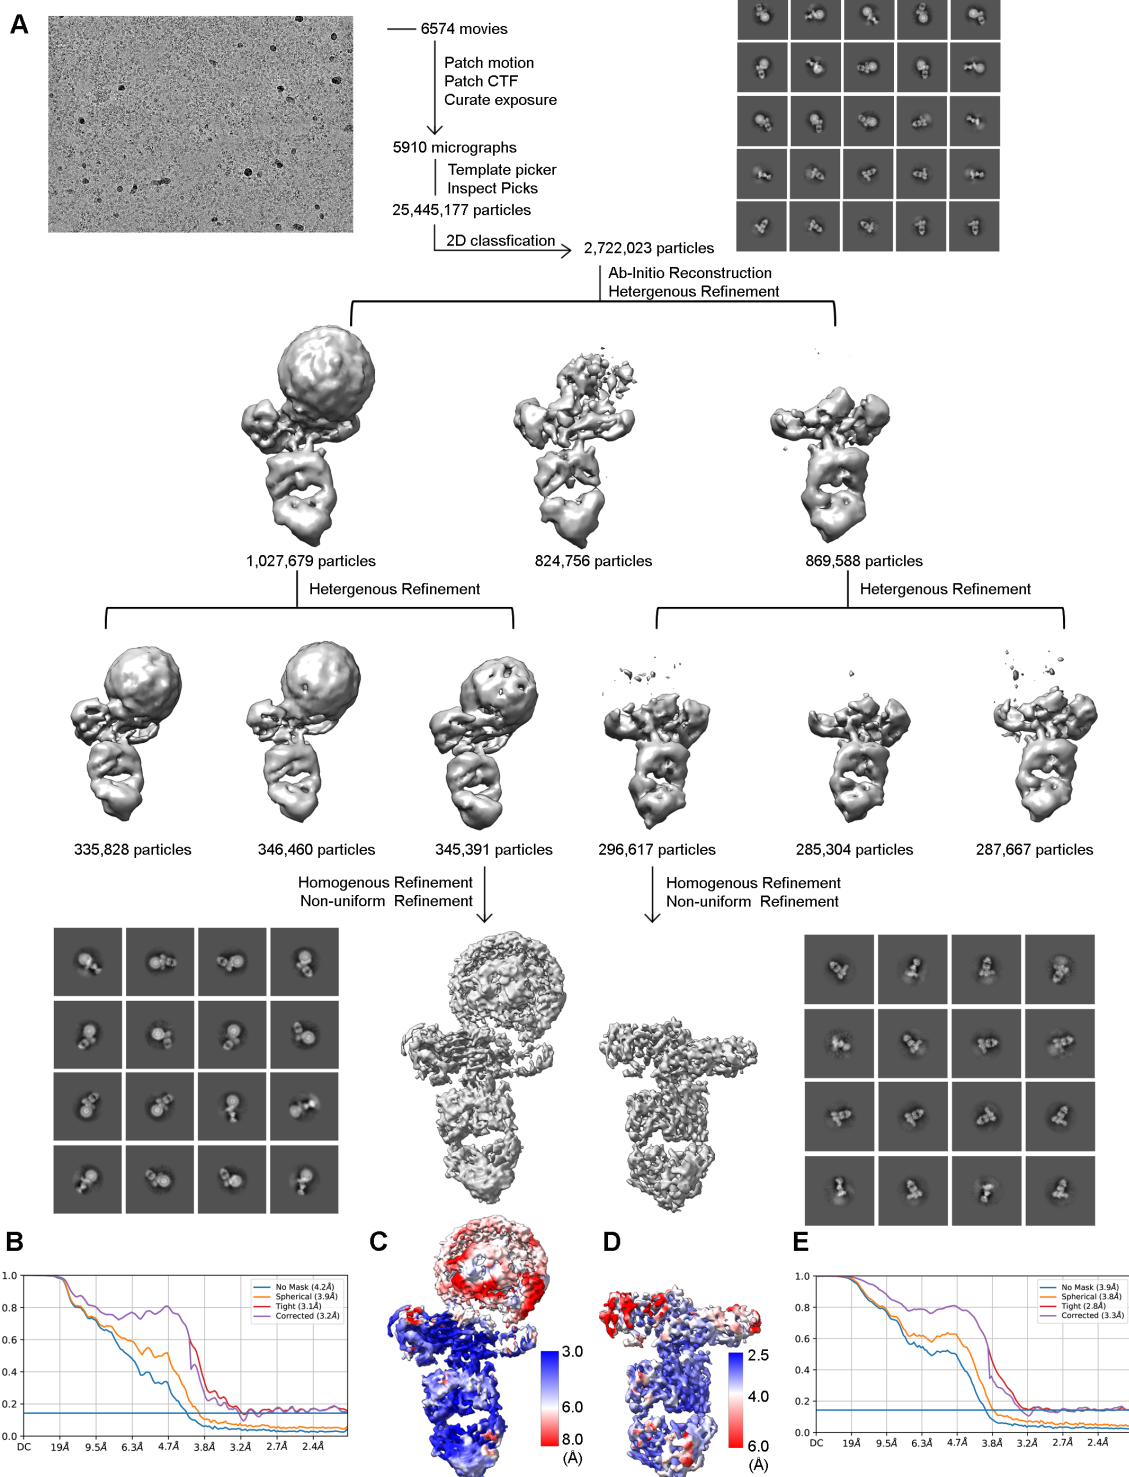 A
6574 movies
Patch motion
Patch CTF
Curate exposure
5910 micrographs
Template picker
Inspect Picks
25,445,177 particles
2D classfication
2,722,023 particles
Ab-Initio Reconstruction
Hetergenous Refinement
1,027,679 particles
824,756 particles
869,588 particles
Hetergenous Refinement
Hetergenous Refinement
335,828 particles
346,460 particles
345,391 particles
296,617 particles
285,304 particles
287,667 particles
Homogenous Refinement
Non-uniform Refinement
Homogenous Refinement
Non-uniform Refinement
B
1.0
0.8
0.6
0.4
0.2
0.0
DC
19Å
9.5Å
6.3Å
4.7Å
3.8Å
3.2Å
2.7Å
2.4Å
No Mask (4.2Å)
Spherical (3.9Å)
Tight (3.1Å)
Corrected (3.2Å)
C
3.0
6.0
8.0
(Å)
D
2.5
4.0
6.0
(Å)
E
1.0
0.8
0.6
0.4
0.2
0.0
DC
19Å
9.5Å
6.3Å
4.7Å
3.8Å
3.2Å
2.7Å
2.4Å
No Mask (3.9Å)
Spherical (3.8Å)
Tight (2.8Å)
Corrected (3.3Å)